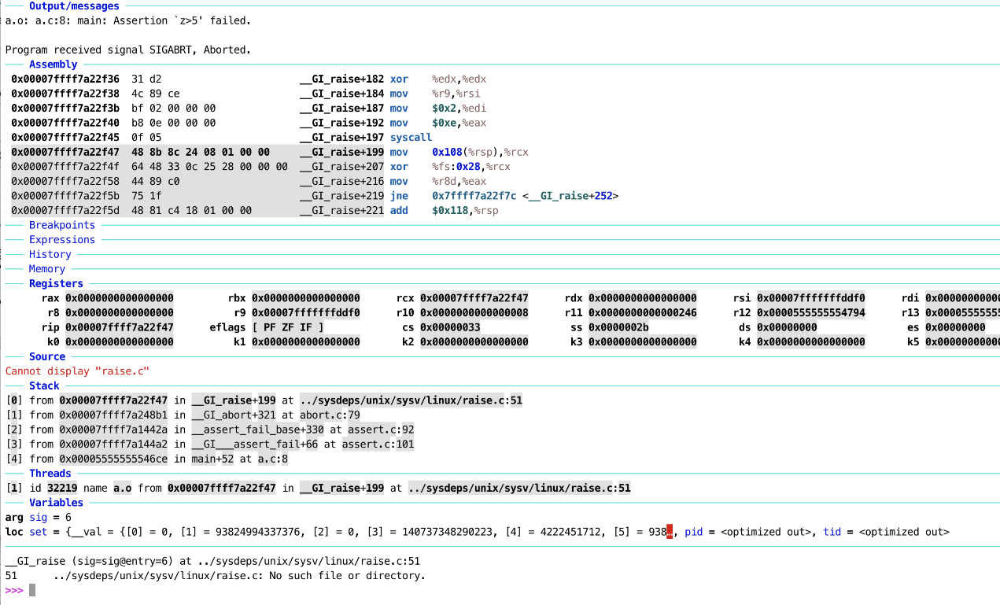 Output/messages
a.o: a.c:8: main: Assertion `z>5' failed.
Program received signal SIGABRT, Aborted.
Assembly
0x00007ffff7a22f36 31 d2 __GI_raise+182 xor %edx,%edx
0x00007ffff7a22f38 4c 89 ce __GI_raise+184 mov %r9,%rsi
0x00007ffff7a22f3b bf 02 00 00 00 __GI_raise+187 mov $0x2,%edi
0x00007ffff7a22f40 b8 0e 00 00 00 __GI_raise+192 mov $0xe,%eax
0x00007ffff7a22f45 0f 05 __GI_raise+197 syscall
0x00007ffff7a22f47 48 8b 8c 24 08 01 00 00 __GI_raise+199 mov 0x108(%rsp),%rcx
0x00007ffff7a22f4f 64 48 33 0c 25 28 00 00 00 __GI_raise+207 xor %fs:0x28,%rcx
0x00007ffff7a22f58 44 89 c0 __GI_raise+216 mov %r8d,%eax
0x00007ffff7a22f5b 75 1f __GI_raise+219 jne 0x7ffff7a22f7c <__GI_raise+252>
0x00007ffff7a22f5d 48 81 c4 18 01 00 00 __GI_raise+221 add $0x118,%rsp
Breakpoints
Expressions
History
Memory
Registers
rax 0x0000000000000000 rbx 0x0000000000000000 rcx 0x00007ffff7a22f47 rdx 0x0000000000000000 rsi 0x00007fffffffddf0 rdi 0x00000000000
r8 0x0000000000000000 r9 0x00007fffffffddf0 r10 0x0000000000000008 r11 0x0000000000000246 r12 0x0000555555554794 r13 0x00005555555
rip 0x00007ffff7a22f47 eflags [ PF ZF IF ] cs 0x00000033 ss 0x0000002b ds 0x00000000 es 0x00000000
k0 0x0000000000000000 k1 0x0000000000000000 k2 0x0000000000000000 k3 0x0000000000000000 k4 0x0000000000000000 k5 0x00000000000
Source
Cannot display "raise.c"
Stack
[0] from 0x00007ffff7a22f47 in __GI_raise+199 at ../sysdeps/unix/sysv/linux/raise.c:51
[1] from 0x00007ffff7a248b1 in __GI_abort+321 at abort.c:79
[2] from 0x00007ffff7a1442a in __assert_fail_base+330 at assert.c:92
[3] from 0x00007ffff7a144a2 in __GI___assert_fail+66 at assert.c:101
[4] from 0x00005555555546ce in main+52 at a.c:8
Threads
[1] id 32219 name a.o from 0x00007ffff7a22f47 in __GI_raise+199 at ../sysdeps/unix/sysv/linux/raise.c:51
Variables
arg sig = 6
loc set = {__val = {[0] = 0, [1] = 93824994337376, [2] = 0, [3] = 140737348290223, [4] = 4222451712, [5] = 938…, pid = <optimized out>, tid = <optimized out>
__GI_raise (sig=sig@entry=6) at ../sysdeps/unix/sysv/linux/raise.c:51
51 ../sysdeps/unix/sysv/linux/raise.c: No such file or directory.
>>>